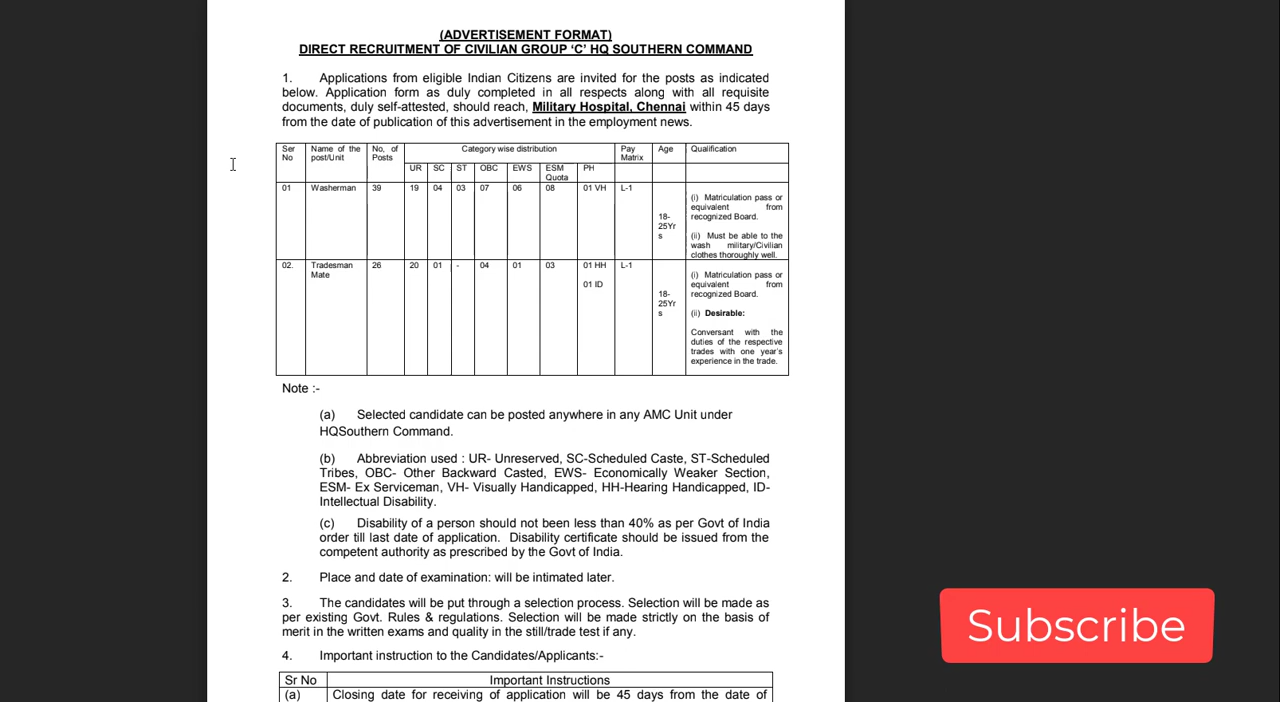 (ADVERTISEMENT FORMAT)
DIRECT RECRUITMENT OF CIVILIAN GROUP ‘C’ HQ SOUTHERN COMMAND
1. Applications from eligible Indian Citizens are invited for the posts as indicated
below. Application form as duly completed in all respects along with all requisite
documents, duly self-attested, should reach, Military Hospital, Chennai within 45 days
from the date of publication of this advertisement in the employment news.
Ser No Name of the post/Unit No, of Posts Category wise distribution Pay Matrix Age Qualification
UR SC ST OBC EWS ESM Quota PH
01 Washerman 39 19 04 03 07 06 08 01 VH L-1
18-
25Yr
s
(i) Matriculation pass or
equivalent from
recognized Board.
(ii) Must be able to the
wash military/Civilian
clothes thoroughly well.
02. Tradesman Mate 26 20 01 - 04 01 03 01 HH L-1
01 ID
18-
25Yr
s
(i) Matriculation pass or
equivalent from
recognized Board.
(ii) Desirable:
Conversant with the
duties of the respective
trades with one year's
experience in the trade.
Note :-
(a) Selected candidate can be posted anywhere in any AMC Unit under
HQSouthern Command.
(b) Abbreviation used : UR- Unreserved, SC-Scheduled Caste, ST-Scheduled
Tribes, OBC- Other Backward Casted, EWS- Economically Weaker Section,
ESM- Ex Serviceman, VH- Visually Handicapped, HH-Hearing Handicapped, ID-
Intellectual Disability.
(c) Disability of a person should not been less than 40% as per Govt of India
order till last date of application. Disability certificate should be issued from the
competent authority as prescribed by the Govt of India.
2. Place and date of examination: will be intimated later.
3. The candidates will be put through a selection process. Selection will be made as
per existing Govt. Rules & regulations. Selection will be made strictly on the basis of
merit in the written exams and quality in the still/trade test if any.
4. Important instruction to the Candidates/Applicants:-
Sr No Important Instructions
(a) Closing date for receiving of application will be 45 days from the date of
Subscribe